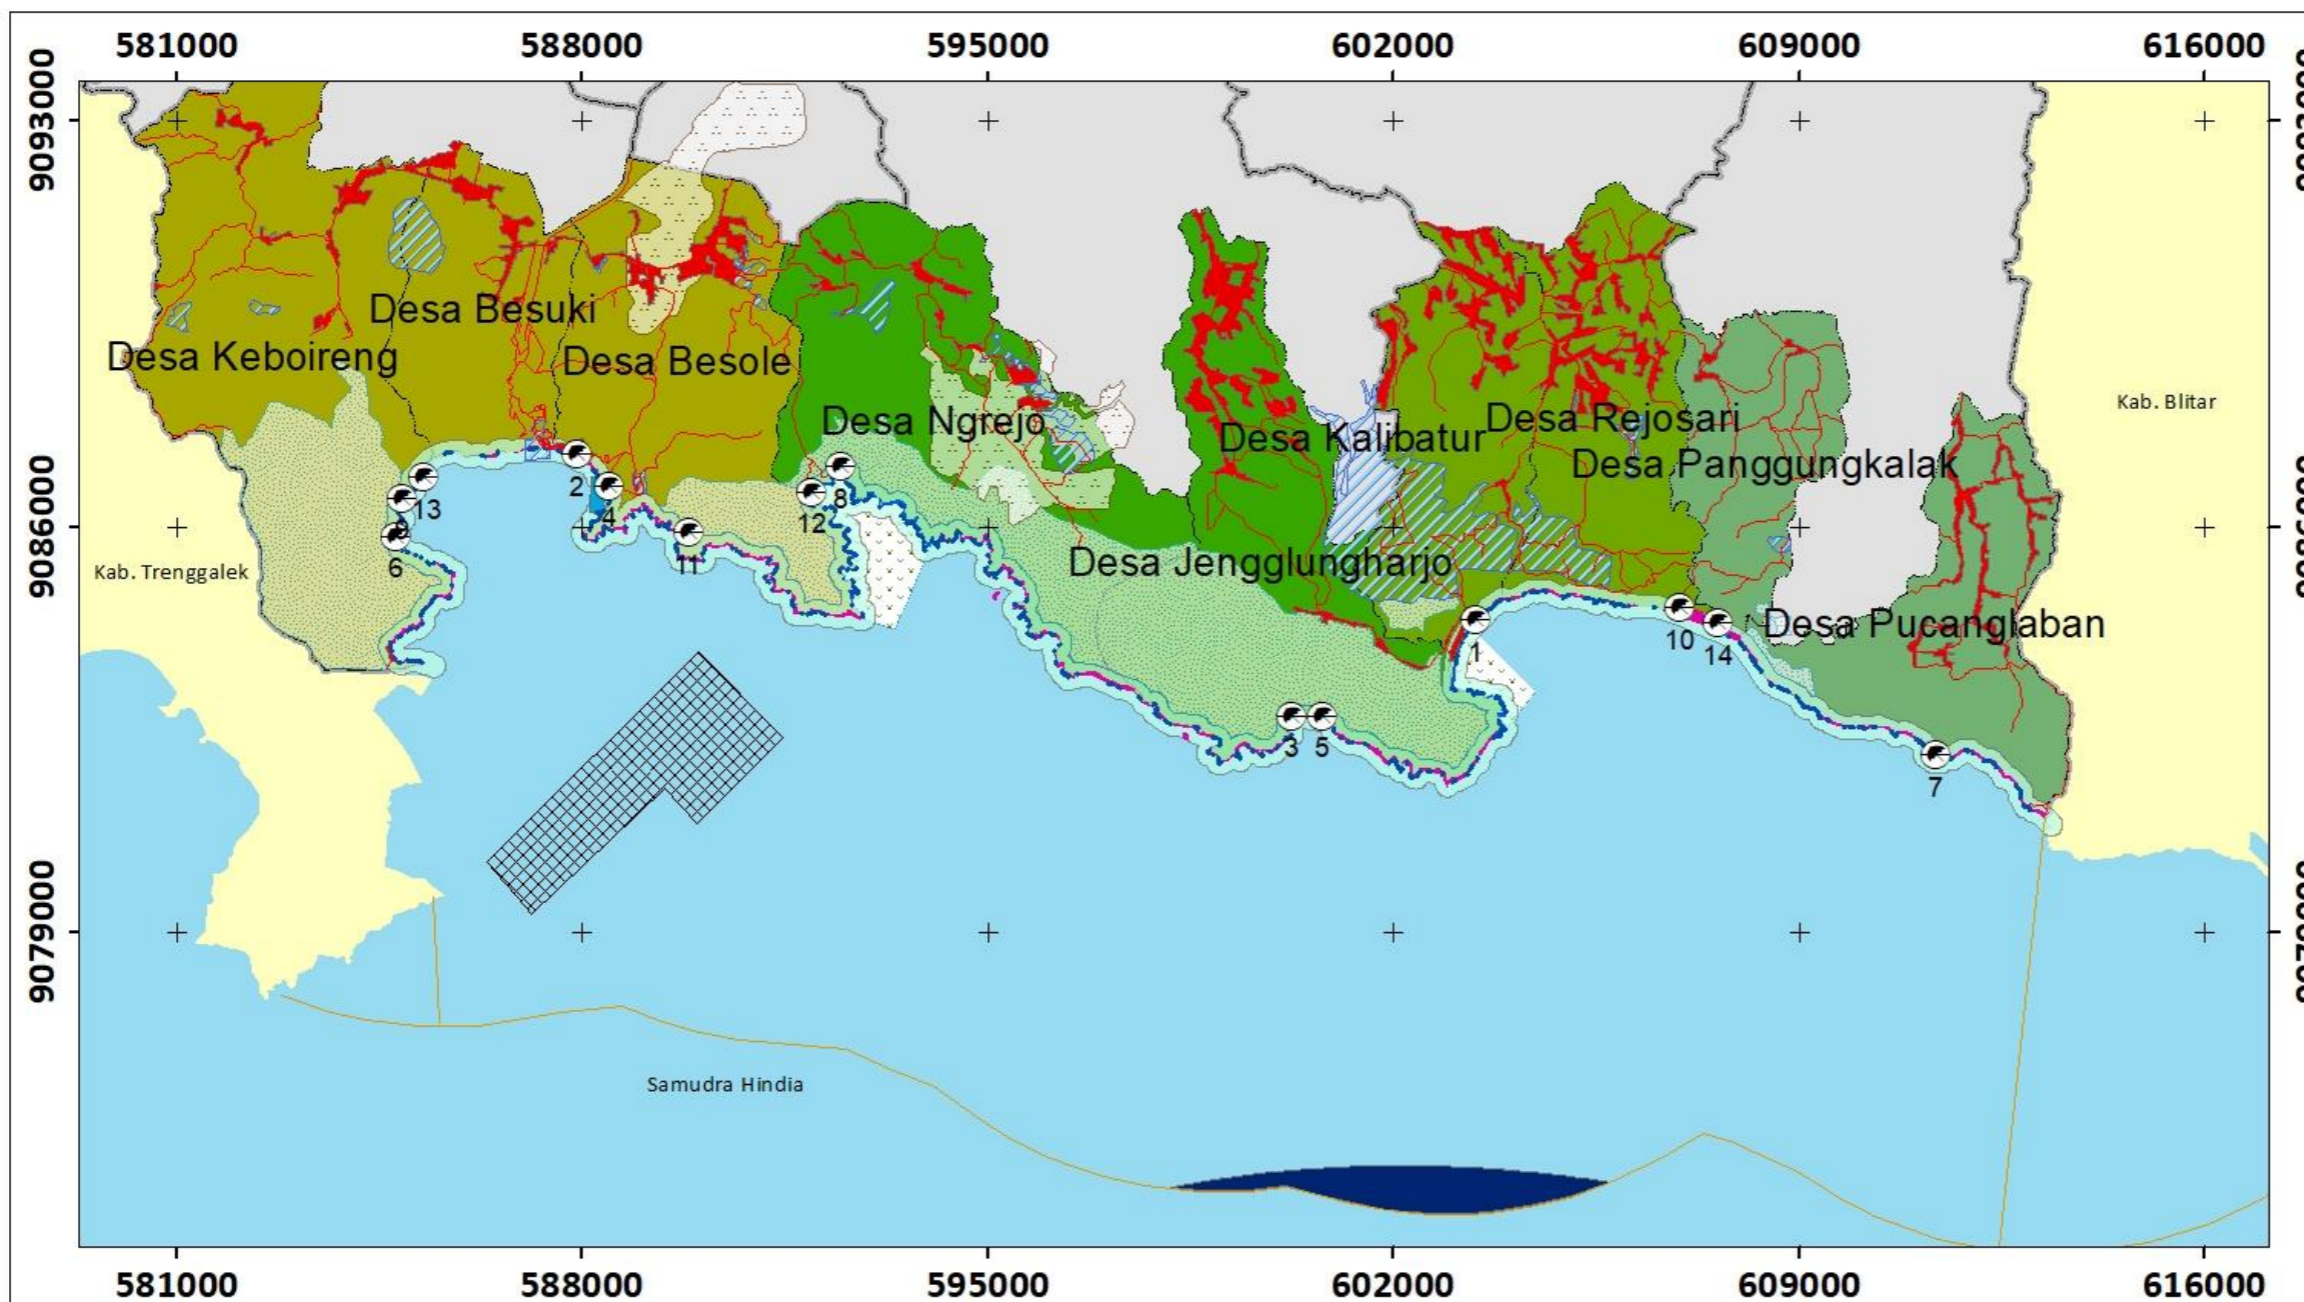 581000 588000 595000 602000 609000 616000
9093000
Desa Besuki
Desa Keboireng
Desa Besole
Kab. Blitar
Desa Ngrejo
Desa Rejosari
Desa Kalibatur
Desa Panggungkalak
9086000
2
8
13
4
12
9
11
6
Desa Jengglungharjo
Kab. Trenggalek
Desa Pucanglaban
1
10
14
3
5
7
9079000
Samudra Hindia
581000 588000 595000 602000 609000 616000